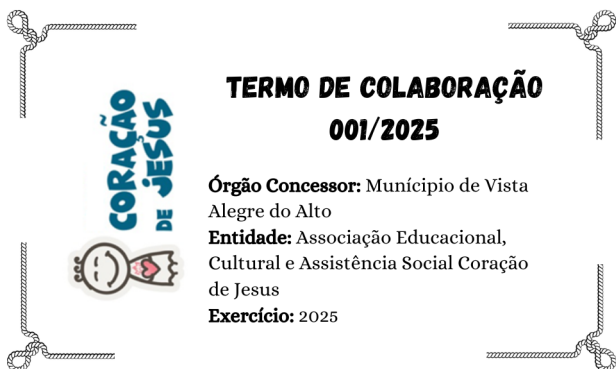 CORAÇÃO
DE JESUS
TERMO DE COLABORAÇÃO
001/2025
Órgão Concessor: Munícipio de Vista
Alegre do Alto
Entidade: Associação Educacional,
Cultural e Assistência Social Coração
de Jesus
Exercício: 2025